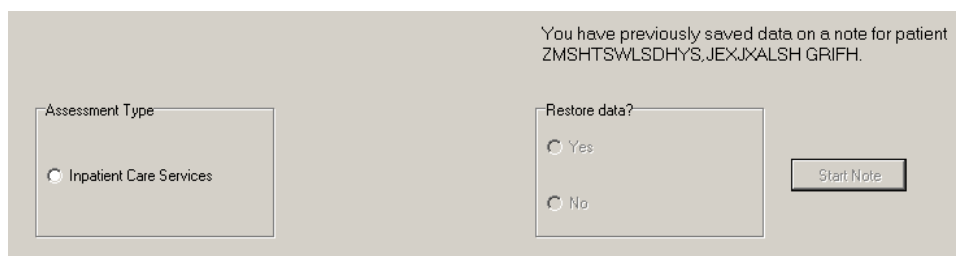 You have previously saved data on a note for patient
ZMSHTSWLSDHYS,JEXJXALSH GRIFH.
Assessment Type
Inpatient Care Services
Restore data?
Yes
No
Start Note